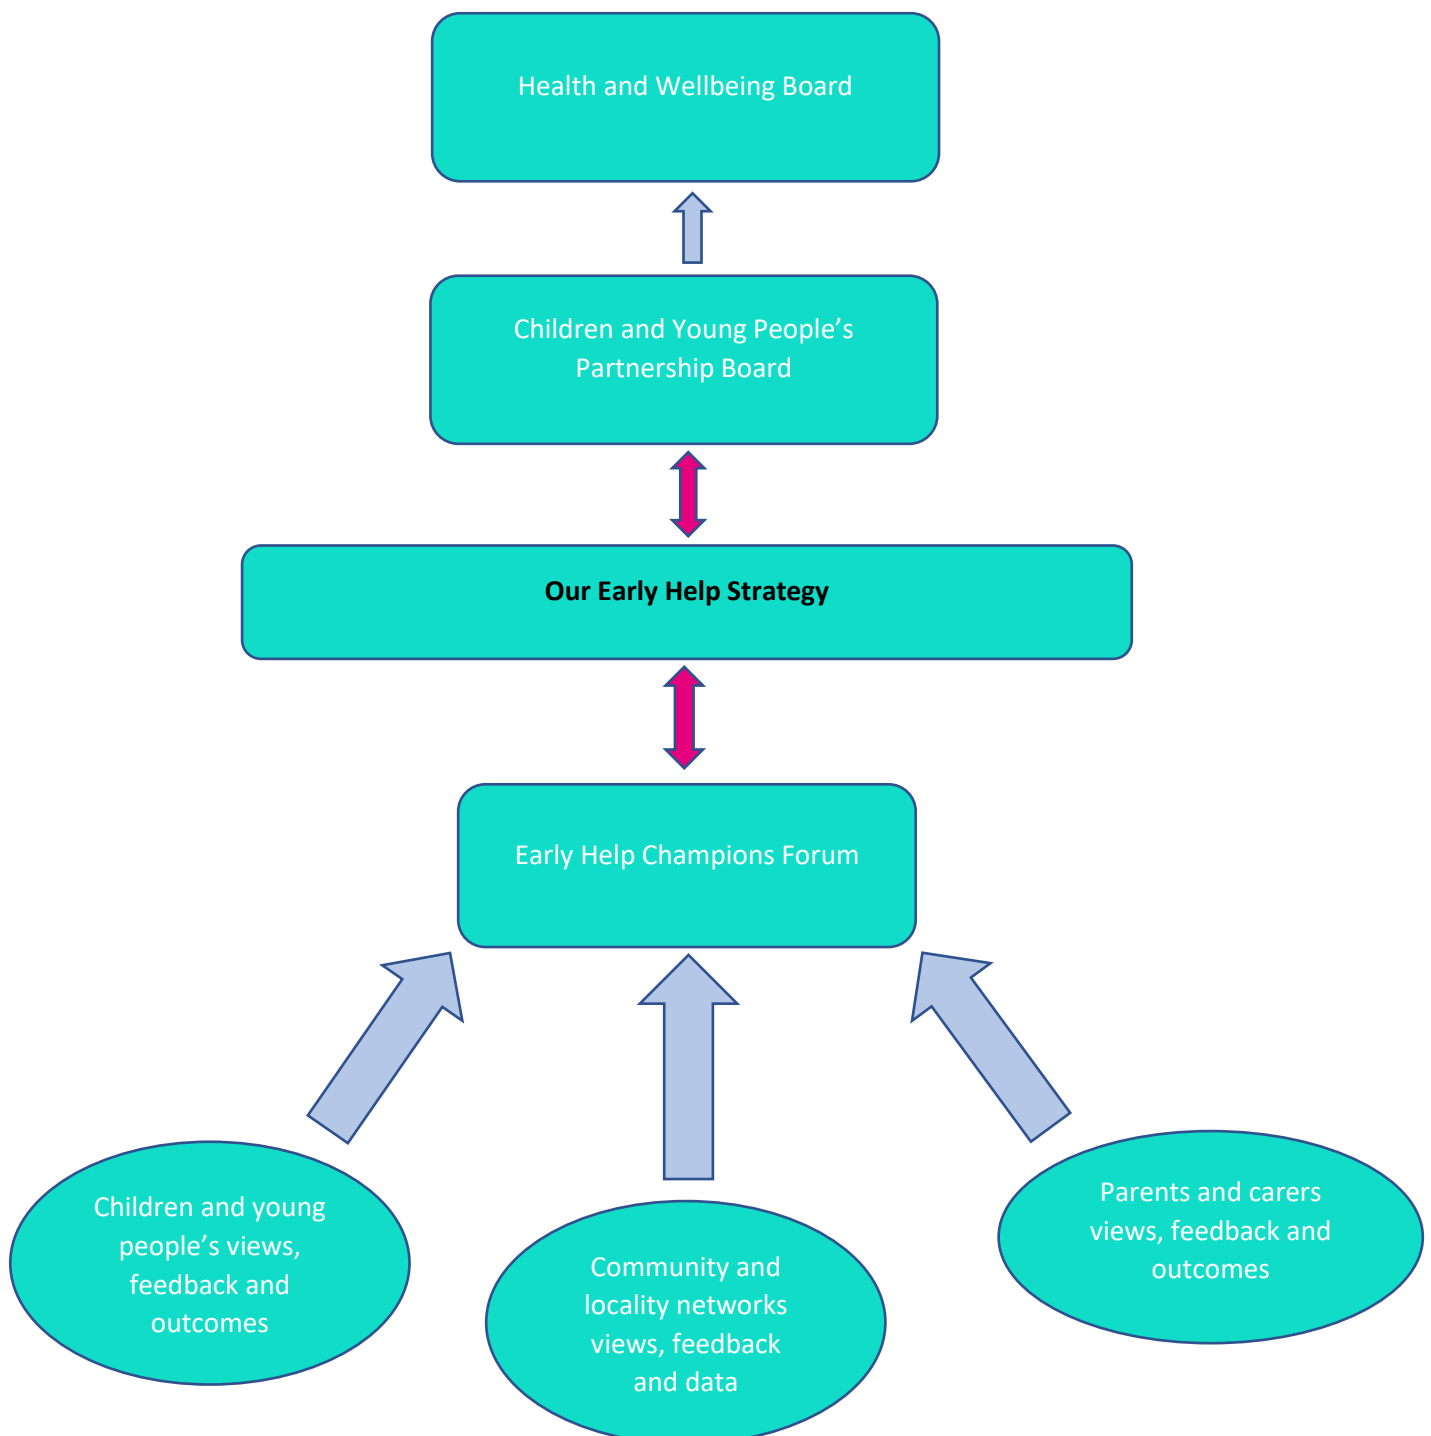 Health and Wellbeing Board
Children and Young People’s
Partnership Board
Our Early Help Strategy
Early Help Champions Forum
Children and young
people’s views,
feedback and
outcomes
Community and
locality networks
views, feedback
and data
Parents and carers
views, feedback and
outcomes